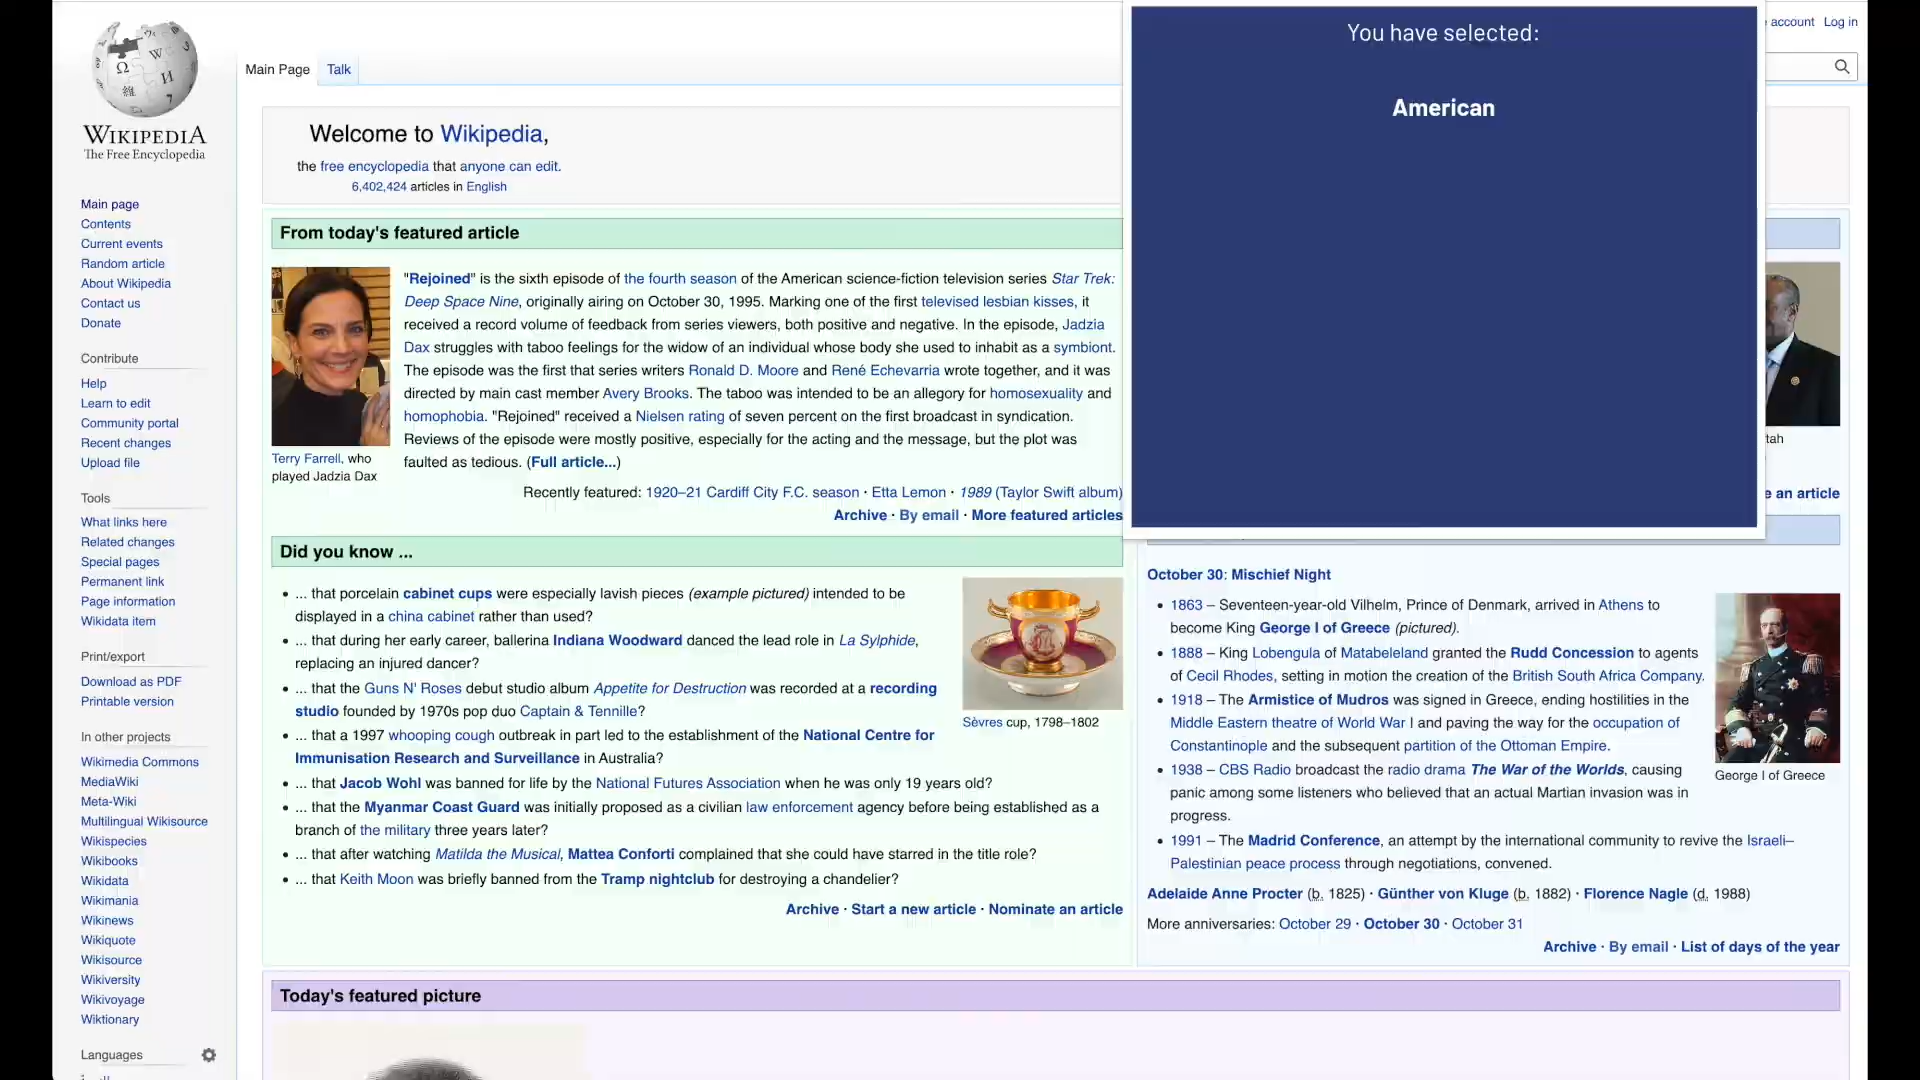 WIKIPEDIA
The Free Encyclopedia
Main page
Contents
Current events
Random article
About Wikipedia
Contact us
Donate
Contribute
Help
Learn to edit
Community portal
Recent changes
Upload file
Tools
What links here
Related changes
Special pages
Permanent link
Page information
Wikidata item
Print/export
Download as PDF
Printable version
In other projects
Wikimedia Commons
MediaWiki
Meta-Wiki
Multilingual Wikisource
Wikispecies
Wikibooks
Wikidata
Wikimania
Wikinews
Wikiquote
Wikisource
Wikiversity
Wikivoyage
Wiktionary
Languages
Main Page Talk
Welcome to Wikipedia,
the free encyclopedia that anyone can edit.
6,402,424 articles in English
From today's featured article
"Rejoined" is the sixth episode of the fourth season of the American science-fiction television series Star Trek:
Deep Space Nine, originally airing on October 30, 1995. Marking one of the first televised lesbian kisses, it
received a record volume of feedback from series viewers, both positive and negative. In the episode, Jadzia
Dax struggles with taboo feelings for the widow of an individual whose body she used to inhabit as a symbiont.
The episode was the first that series writers Ronald D. Moore and René Echevarria wrote together, and it was
directed by main cast member Avery Brooks. The taboo was intended to be an allegory for homosexuality and
homophobia. "Rejoined" received a Nielsen rating of seven percent on the first broadcast in syndication.
Reviews of the episode were mostly positive, especially for the acting and the message, but the plot was
faulted as tedious. (Full article...)
Terry Farrell, who
played Jadzia Dax
Recently featured: 1920–21 Cardiff City F.C. season · Etta Lemon · 1989 (Taylor Swift album)
Archive · By email · More featured articles
Did you know ...
... that porcelain cabinet cups were especially lavish pieces (example pictured) intended to be
displayed in a china cabinet rather than used?
... that during her early career, ballerina Indiana Woodward danced the lead role in La Sylphide,
replacing an injured dancer?
... that the Guns N' Roses debut studio album Appetite for Destruction was recorded at a recording
studio founded by 1970s pop duo Captain & Tennille?
... that a 1997 whooping cough outbreak in part led to the establishment of the National Centre for
Immunisation Research and Surveillance in Australia?
... that Jacob Wohl was banned for life by the National Futures Association when he was only 19 years old?
... that the Myanmar Coast Guard was initially proposed as a civilian law enforcement agency before being established as a
branch of the military three years later?
... that after watching Matilda the Musical, Mattea Conforti complained that she could have starred in the title role?
... that Keith Moon was briefly banned from the Tramp nightclub for destroying a chandelier?
Sèvres cup, 1798–1802
Archive · Start a new article · Nominate an article
You have selected:
American
account Log in
tah
e an article
October 30: Mischief Night
1863 – Seventeen-year-old Vilhelm, Prince of Denmark, arrived in Athens to
become King George I of Greece (pictured).
1888 – King Lobengula of Matabeleland granted the Rudd Concession to agents
of Cecil Rhodes, setting in motion the creation of the British South Africa Company.
1918 – The Armistice of Mudros was signed in Greece, ending hostilities in the
Middle Eastern theatre of World War I and paving the way for the occupation of
Constantinople and the subsequent partition of the Ottoman Empire.
1938 – CBS Radio broadcast the radio drama The War of the Worlds, causing
panic among some listeners who believed that an actual Martian invasion was in
progress.
1991 – The Madrid Conference, an attempt by the international community to revive the Israeli–
Palestinian peace process through negotiations, convened.
George I of Greece
Adelaide Anne Procter (b. 1825) · Günther von Kluge (b. 1882) · Florence Nagle (d. 1988)
More anniversaries: October 29 · October 30 · October 31
Archive · By email · List of days of the year
Today's featured picture